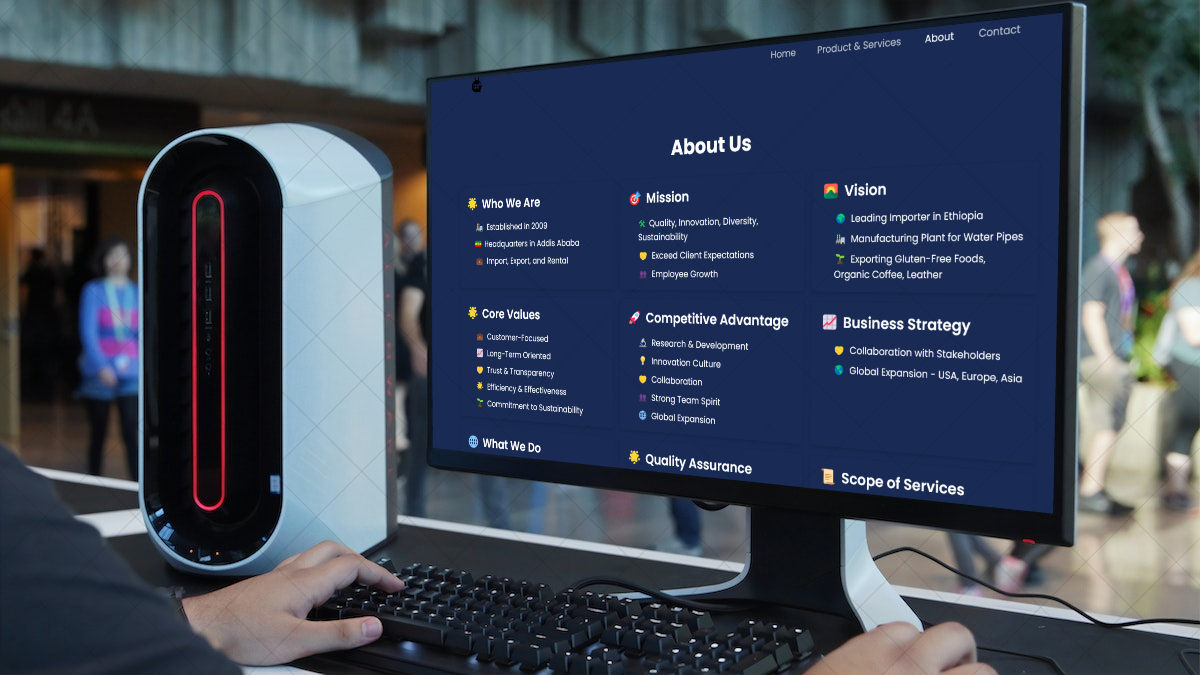 4A
Home
Product & Services
About
Contact
About Us
Who We Are
Established in 2009
Headquarters in Addis Ababa
Import, Export, and Rental
Mission
Quality, Innovation, Diversity,
Sustainability
Exceed Client Expectations
Employee Growth
Vision
Leading Importer in Ethiopia
Manufacturing Plant for Water Pipes
Exporting Gluten-Free Foods,
Organic Coffee, Leather
Core Values
Customer-Focused
Long-Term Oriented
Trust & Transparency
Efficiency & Effectiveness
Commitment to Sustainability
Competitive Advantage
Research & Development
Innovation Culture
Collaboration
Strong Team Spirit
Global Expansion
Business Strategy
Collaboration with Stakeholders
Global Expansion - USA, Europe, Asia
What We Do
Quality Assurance
Scope of Services